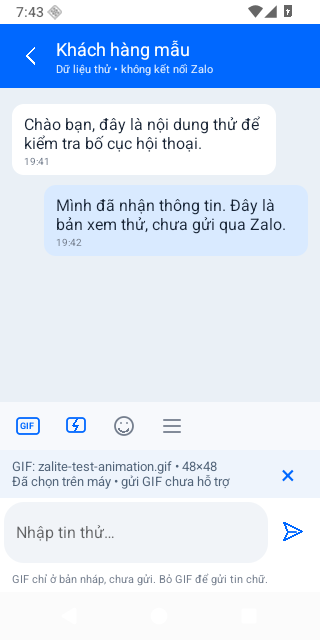 7:43
Khách hàng mẫu
Dữ liệu thử • không kết nối Zalo
Chào bạn, đây là nội dung thử để
kiểm tra bố cục hội thoại.
19:41
Mình đã nhận thông tin. Đây là
bản xem thử, chưa gửi qua Zalo.
19:42
GIF
GIF: zalite-test-animation.gif • 48×48
Đã chọn trên máy • gửi GIF chưa hỗ trợ
Nhập tin thử...
GIF chỉ ở bản nháp, chưa gửi. Bỏ GIF để gửi tin chữ.